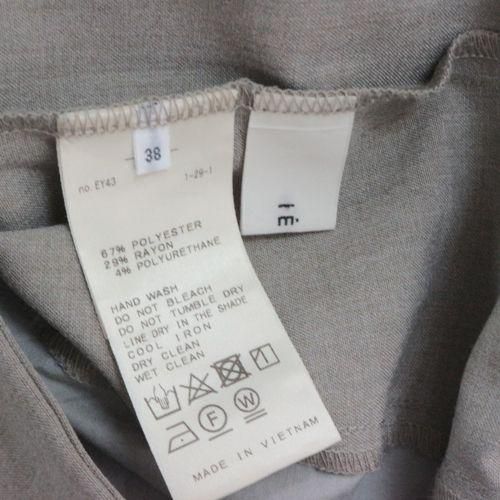 38
no. EY43
1-29-1
67% POLYESTER
29% RAYON
4% POLYURETHANE
HAND WASH
DO NOT BLEACH
DO NOT TUMBLE DRY
LINE DRY IN THE SHADE
COOL IRON
DRY CLEAN
WET CLEAN
F
W
MADE IN VIETNAM